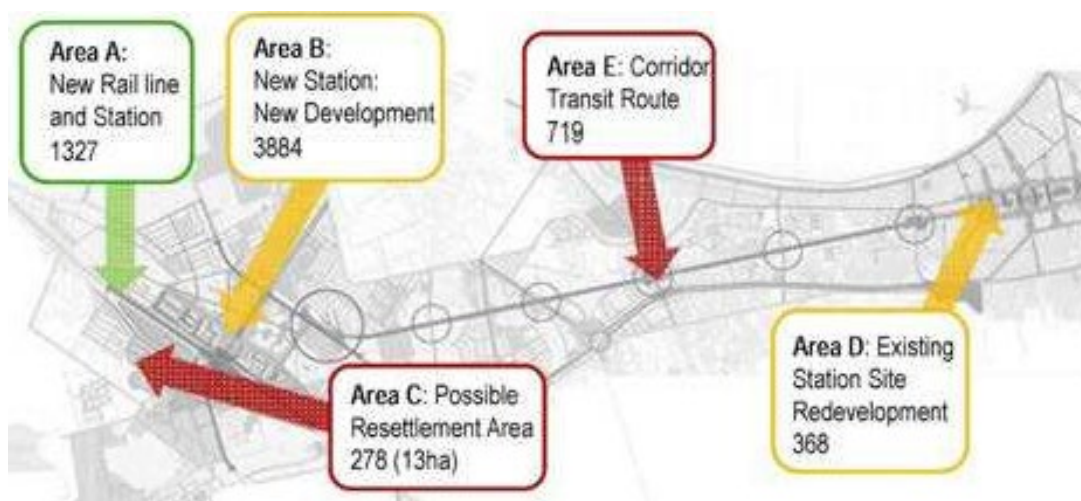 Area A:
New Rail line
and Station
1327
Area B:
New Station:
New Development
3884
Area E: Corridor
Transit Route
719
Area C: Possible
Resettlement Area
278 (13ha)
Area D: Existing
Station Site
Redevelopment
368